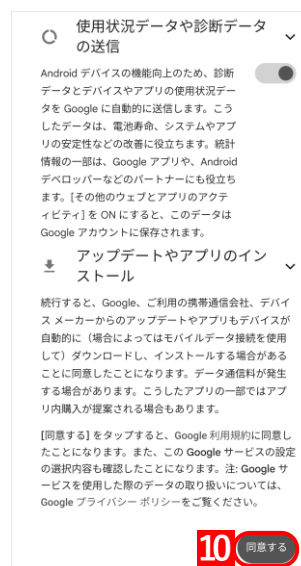 使用状況データや診断データ
の送信
Android デバイスの機能向上のため、診断
データとデバイスやアプリの使用状況デー
タを Google に自動的に送信します。こう
したデータは、電池寿命、システムやアプ
リの安定性などの改善に役立ちます。統計
情報の一部は、Google アプリや、Android
デベロッパーなどのパートナーにも役立ち
ます。[その他のウェブとアプリのアクテ
ィビティ] を ON にすると、このデータは
Google アカウントに保存されます。
アップデートやアプリのイン
ストール
続行すると、Google、ご利用の携帯通信会社、デバイ
ス メーカーからのアップデートやアプリもデバイスが
自動的に（場合によってはモバイルデータ接続を使用
して）ダウンロードし、インストールする場合がある
ことに同意したことになります。データ通信料が発生
する場合があります。こうしたアプリの一部ではアプ
リ内購入が提案される場合もあります。
[同意する] をタップすると、Google 利用規約に同意し
たことになります。また、この Google サービスの設定
の選択内容も確認したことになります。注: Google サ
ービスを使用した際のデータの取り扱いについては、
Google プライバシー ポリシーをご覧ください。
10 同意する